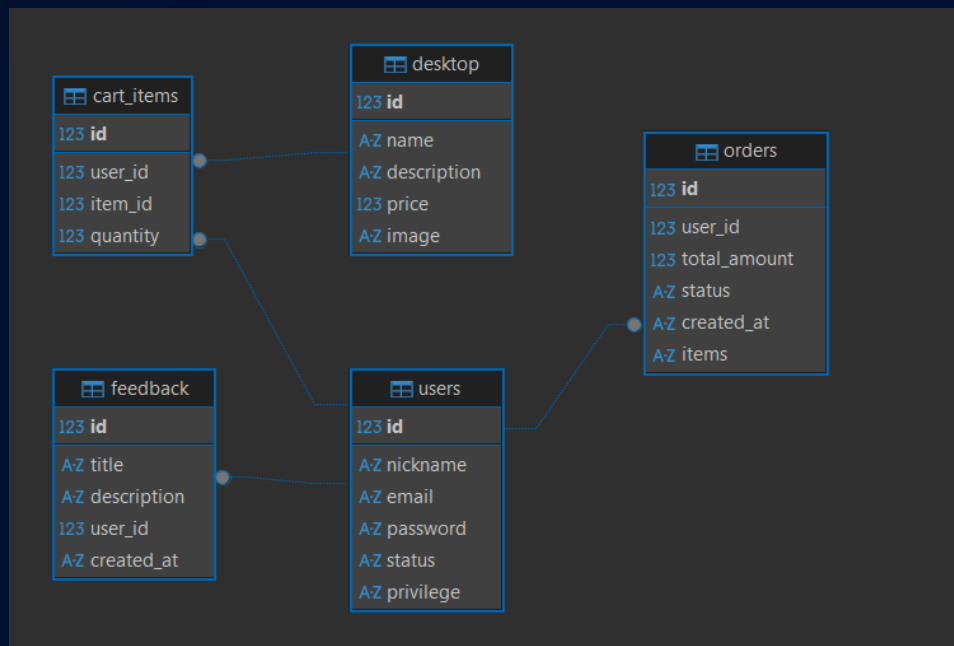 cart_items
123 id
123 user_id
123 item_id
123 quantity
desktop
123 id
A-Z name
A-Z description
123 price
A-Z image
orders
123 id
123 user_id
123 total_amount
A-Z status
A-Z created_at
A-Z items
feedback
123 id
A-Z title
A-Z description
123 user_id
A-Z created_at
users
123 id
A-Z nickname
A-Z email
A-Z password
A-Z status
A-Z privilege